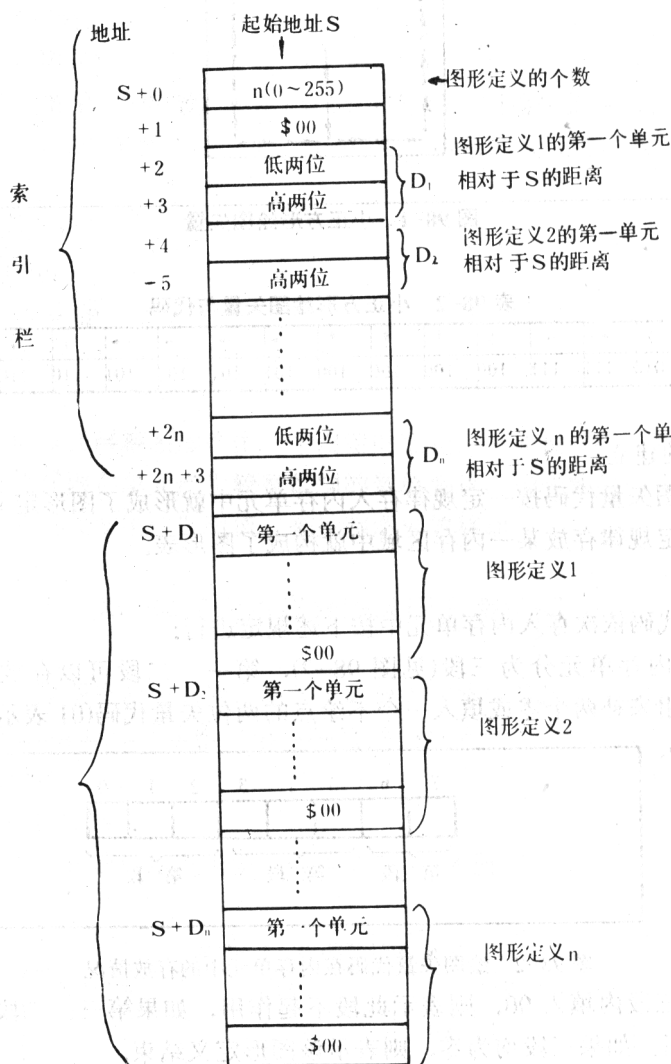 地址
起始地址S
S+0
n(0~255)
图形定义的个数
+1
$00
+2
低两位
D₁
图形定义1的第一个单元
相对于S的距离
+3
高两位
+4
D₂
图形定义2的第一单元
相对于S的距离
-5
高两位
索
引
栏
+2n
低两位
Dₙ
图形定义n的第一个单
相对于S的距离
+2n+3
高两位
S+D₁
第一个单元
图形定义1
$00
S+D₂
第一个单元
图形定义2
$00
S+Dₙ
第一个单元
图形定义n
$00